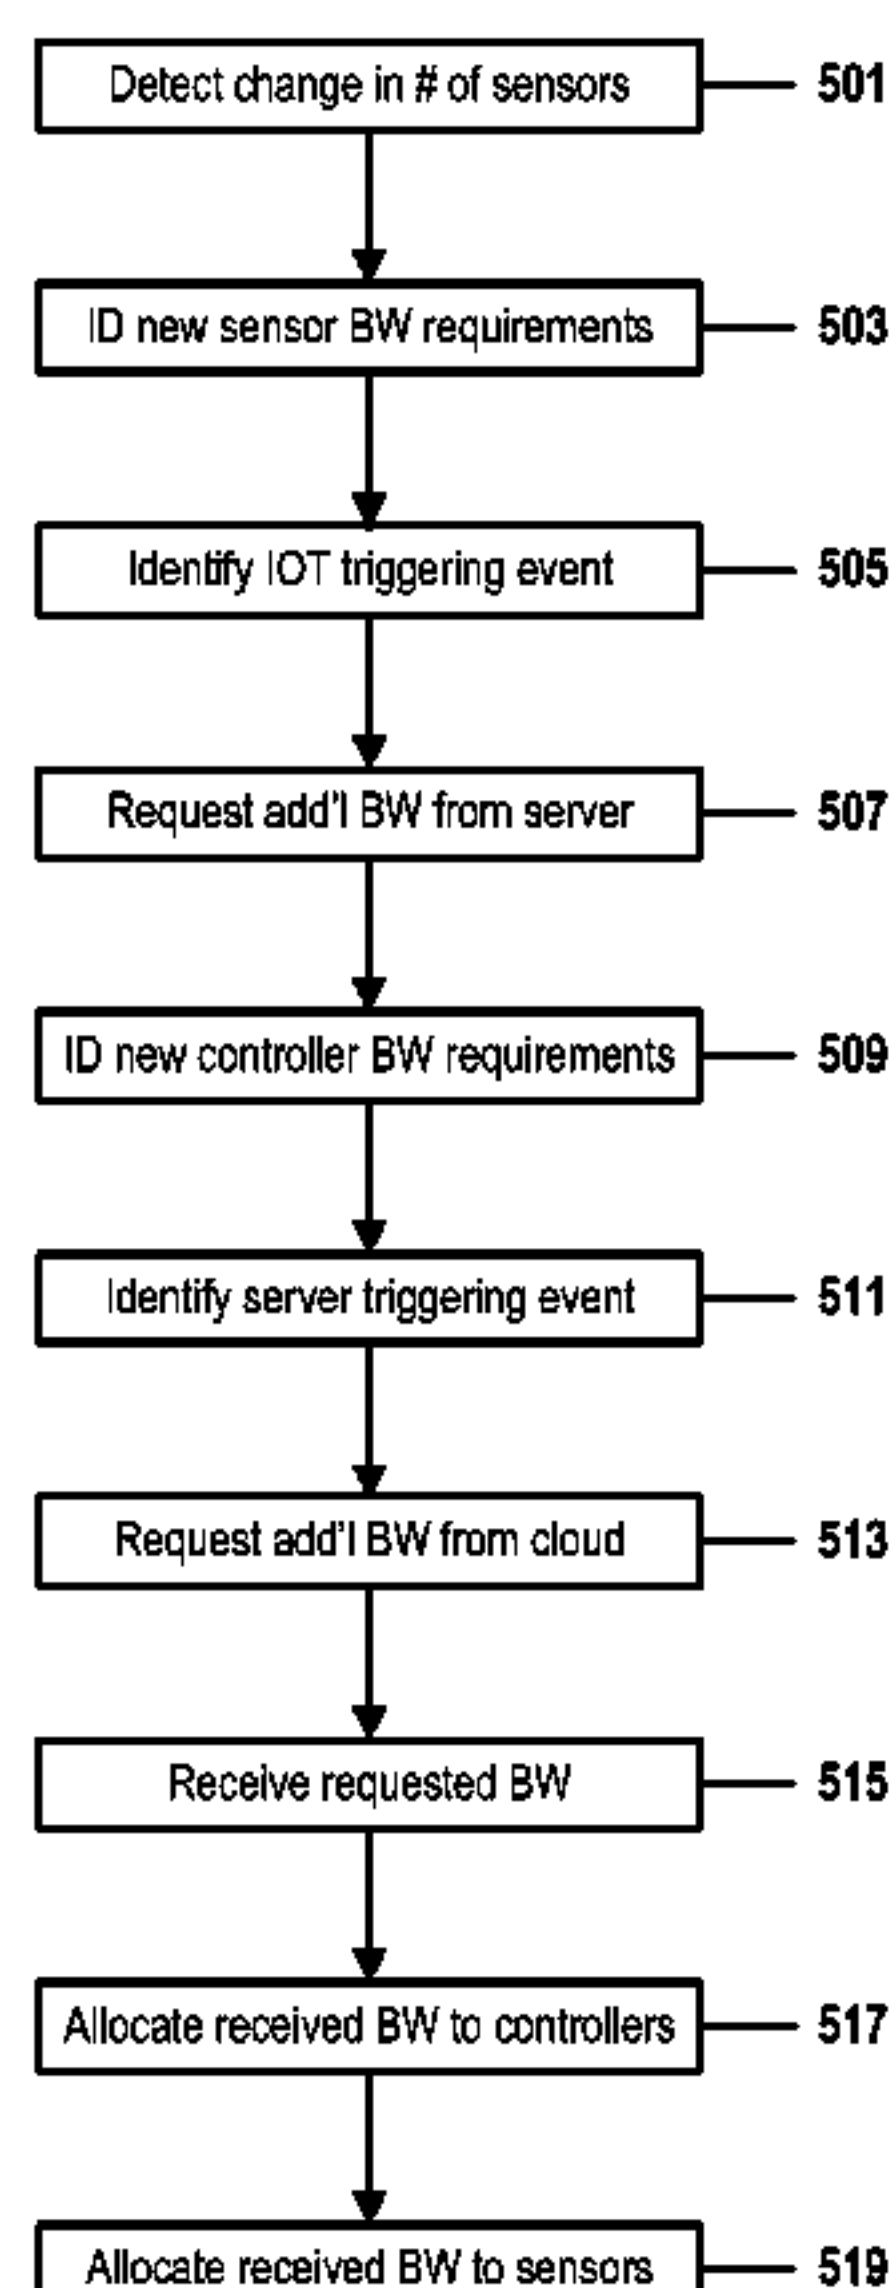 Detect change in # of sensors 501
ID new sensor BW requirements 503
Identify IOT triggering event 505
Request add'l BW from server 507
ID new controller BW requirements 509
Identify server triggering event 511
Request add'l BW from cloud 513
Receive requested BW 515
Allocate received BW to controllers 517
Allocate received BW to sensors 519